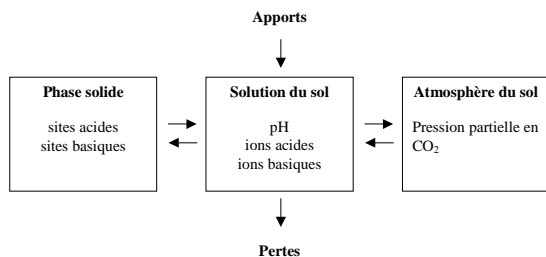 Apports
Phase solide
sites acides
sites basiques
Solution du sol
pH
ions acides
ions basiques
Atmosphère du sol
Pression partielle en
CO₂
Pertes